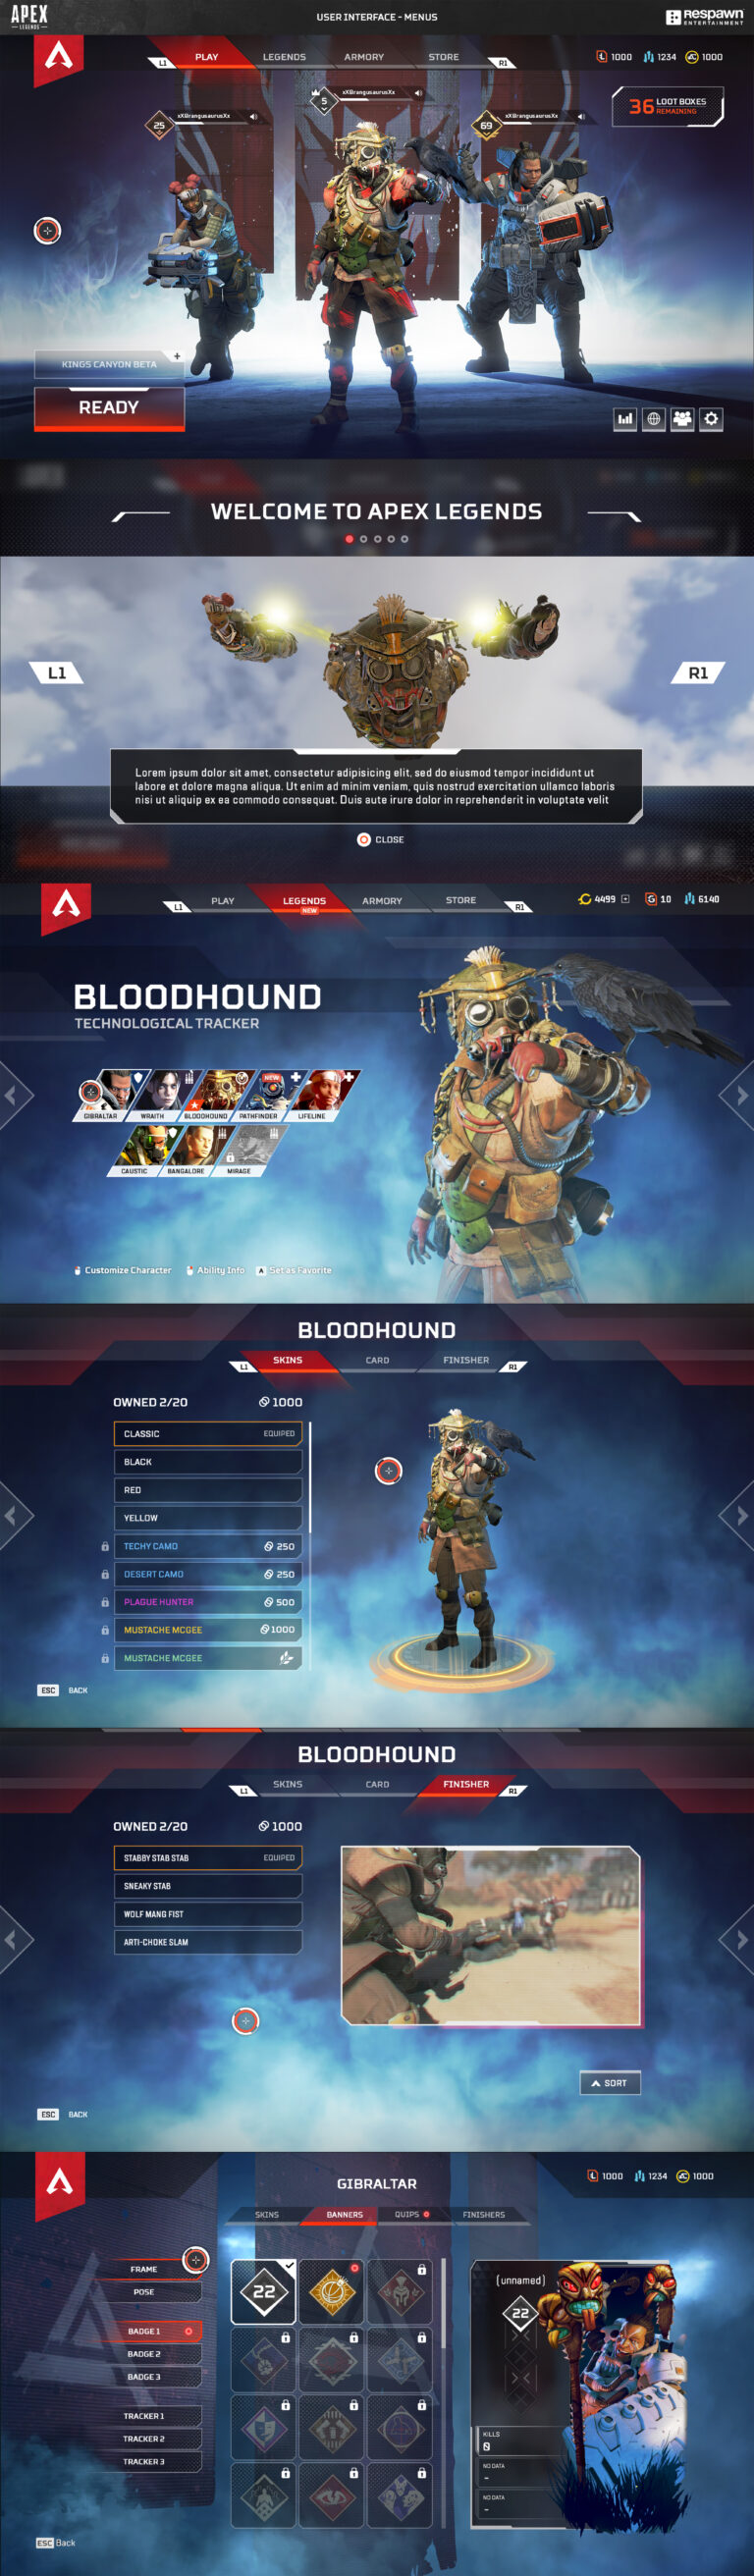 APEX
LEGENDS
USER INTERFACE - MENUS
RESPAWN
ENTERTAINMENT
L1
PLAY
LEGENDS
ARMORY
STORE
R1
1000
1234
1000
36 LOOT BOXES
REMAINING
25
xXBrangusaurusXx
5
xXBrangusaurusXx
69
xXBrangusaurusXx
KINGS CANYON BETA
+
READY
WELCOME TO APEX LEGENDS
L1
R1
Lorem ipsum dolor sit amet, consectetur adipisicing elit, sed do eiusmod tempor incididunt ut
labore et dolore magna aliqua. Ut enim ad minim veniam, quis nostrud exercitation ullamco laboris
nisi ut aliquip ex ea commodo consequat. Duis aute irure dolor in reprehenderit in voluptate velit
CLOSE
L1
PLAY
LEGENDS
NEW
ARMORY
STORE
R1
4499
10
6140
BLOODHOUND
TECHNOLOGICAL TRACKER
NEW
GIBRALTAR
WRAITH
BLOODHOUND
PATHFINDER
LIFELINE
CAUSTIC
BANGALORE
MIRAGE
Customize Character
Ability Info
A Set as Favorite
BLOODHOUND
L1
SKINS
CARD
FINISHER
R1
OWNED 2/20
1000
CLASSIC EQUIPED
BLACK
RED
YELLOW
TECHY CAMO 250
DESERT CAMO 250
PLAGUE HUNTER 500
MUSTACHE MCGEE 1000
MUSTACHE MCGEE
ESC BACK
BLOODHOUND
L1
SKINS
CARD
FINISHER
R1
OWNED 2/20
1000
STABBY STAB STAB EQUIPED
SNEAKY STAB
WOLF MANG FIST
ARTI-CHOKE SLAM
SORT
ESC BACK
GIBRALTAR
1000
1234
1000
SKINS
BANNERS
QUIPS
FINISHERS
FRAME
POSE
BADGE 1
BADGE 2
BADGE 3
TRACKER 1
TRACKER 2
TRACKER 3
22
(unnamed)
22
KILLS
0
NO DATA
-
NO DATA
-
ESC Back